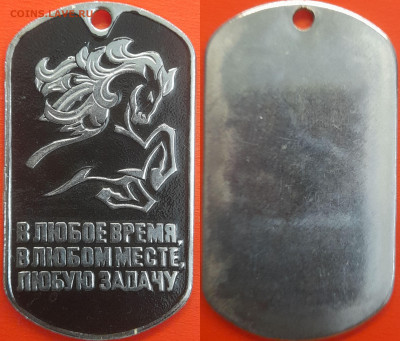 COINS.LAVE.RU
В ЛЮБОЕ ВРЕМЯ,
В ЛЮБОМ МЕСТЕ,
ЛЮБУЮ ЗАДАЧУ